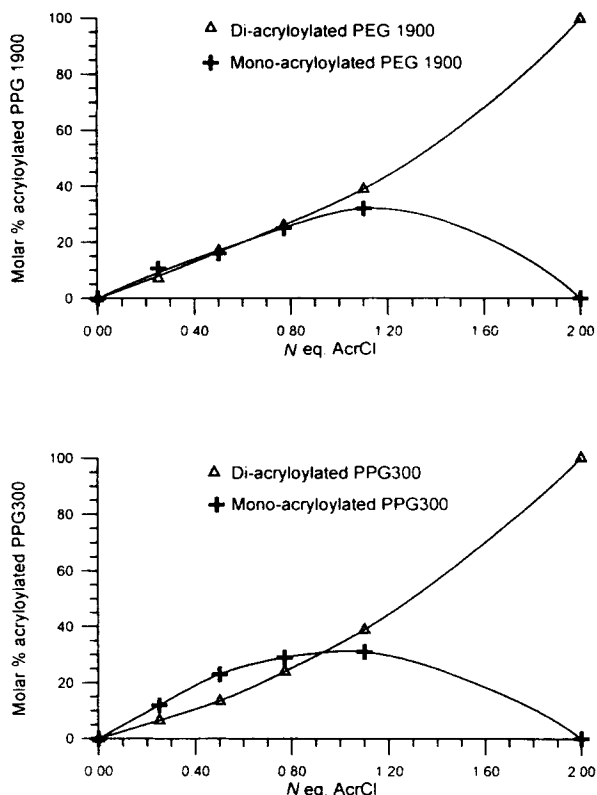 Molar % acryloylated PPG 1900
100
80
60
40
20
0
Di-acryloylated PEG 1900
Mono-acryloylated PEG 1900
0 00 0 40 0 80 1 20 1 60 2 00
N eq. AcrCl
Molar % acryloylated PPG300
100
80
60
40
20
0
Di-acryloylated PPG300
Mono-acryloylated PPG300
0 00 0 40 0 80 1 20 1 60 2 00
N eq. AcrCl